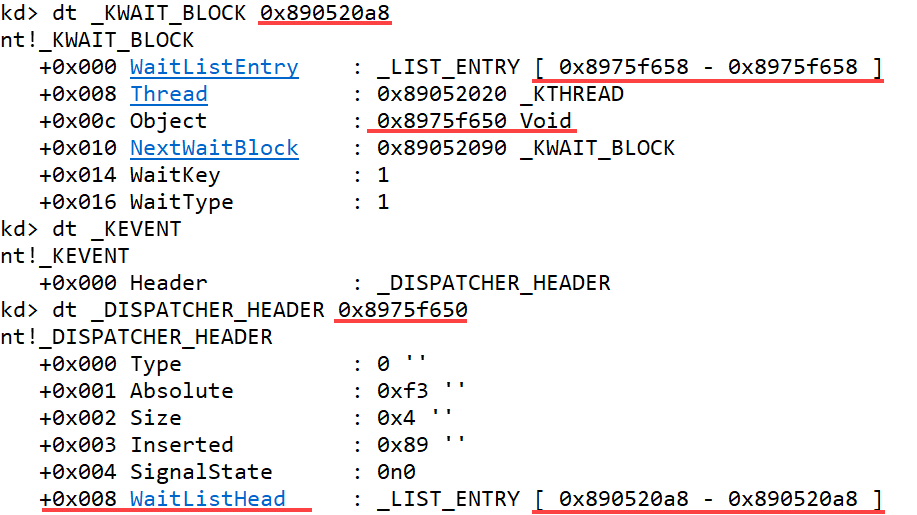 kd> dt _KWAIT_BLOCK 0x890520a8
nt!_KWAIT_BLOCK
   +0x000 WaitListEntry    : _LIST_ENTRY [ 0x8975f658 - 0x8975f658 ]
   +0x008 Thread           : 0x89052020 _KTHREAD
   +0x00c Object           : 0x8975f650 Void
   +0x010 NextWaitBlock    : 0x89052090 _KWAIT_BLOCK
   +0x014 WaitKey          : 1
   +0x016 WaitType         : 1
kd> dt _KEVENT
nt!_KEVENT
   +0x000 Header           : _DISPATCHER_HEADER
kd> dt _DISPATCHER_HEADER 0x8975f650
nt!_DISPATCHER_HEADER
   +0x000 Type             : 0 ''
   +0x001 Absolute         : 0xf3 ''
   +0x002 Size             : 0x4 ''
   +0x003 Inserted         : 0x89 ''
   +0x004 SignalState      : 0n0
   +0x008 WaitListHead     : _LIST_ENTRY [ 0x890520a8 - 0x890520a8 ]